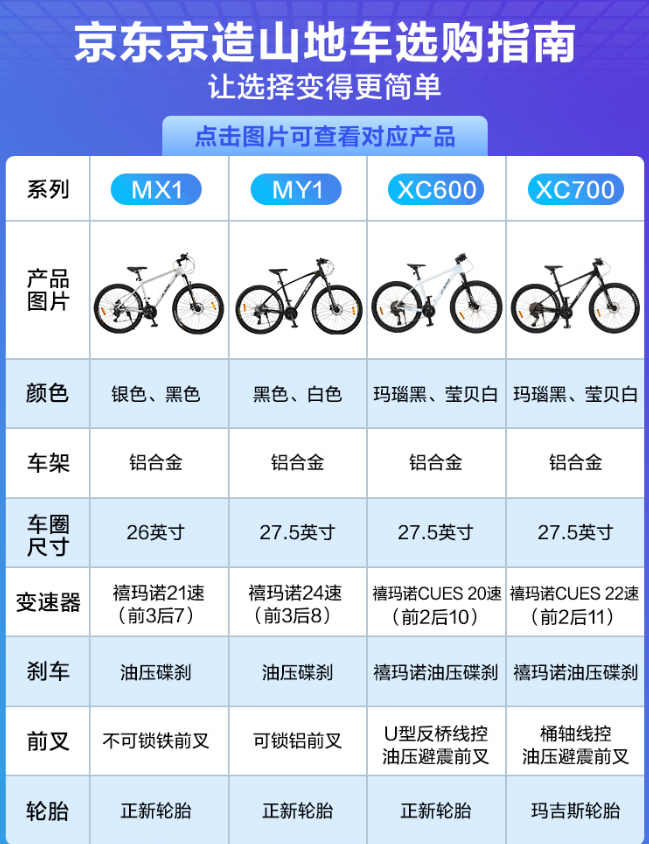 京东京造山地车选购指南
让选择变得更简单
点击图片可查看对应产品
系列 MX1 MY1 XC600 XC700
产品
图片
颜色 银色、黑色 黑色、白色 玛瑙黑、莹贝白 玛瑙黑、莹贝白
车架 铝合金 铝合金 铝合金 铝合金
车圈
尺寸 26英寸 27.5英寸 27.5英寸 27.5英寸
变速器 禧玛诺21速 禧玛诺24速 禧玛诺CUES 20速 禧玛诺CUES 22速
（前3后7） （前3后8） （前2后10） （前2后11）
刹车 油压碟刹 油压碟刹 禧玛诺油压碟刹 禧玛诺油压碟刹
前叉 不可锁铁前叉 可锁铝前叉 U型反桥线控 桶轴线控
油压避震前叉 油压避震前叉
轮胎 正新轮胎 正新轮胎 正新轮胎 玛吉斯轮胎